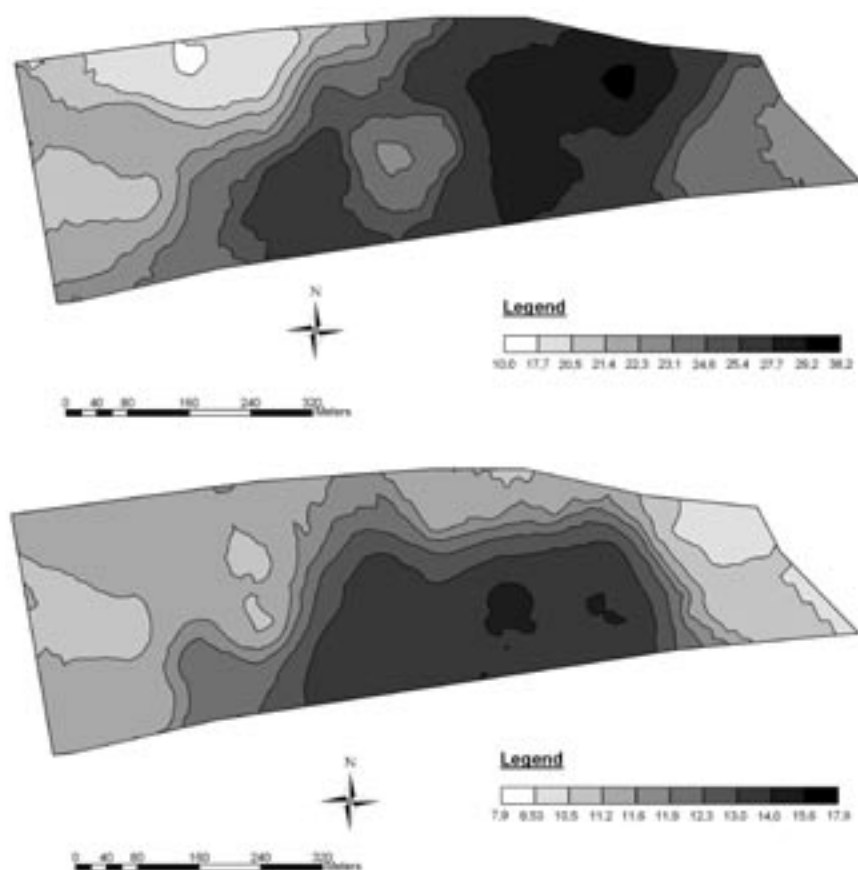 N
Legend
10,0 17,7 20,5 21,4 22,3 23,1 24,6 25,4 27,7 29,2 38,2
0 40 80 160 240 320
Meters
N
Legend
7,9 8,53 10,5 11,2 11,6 11,9 12,3 13,0 14,0 15,6 17,9
0 40 80 160 240 320
Meters